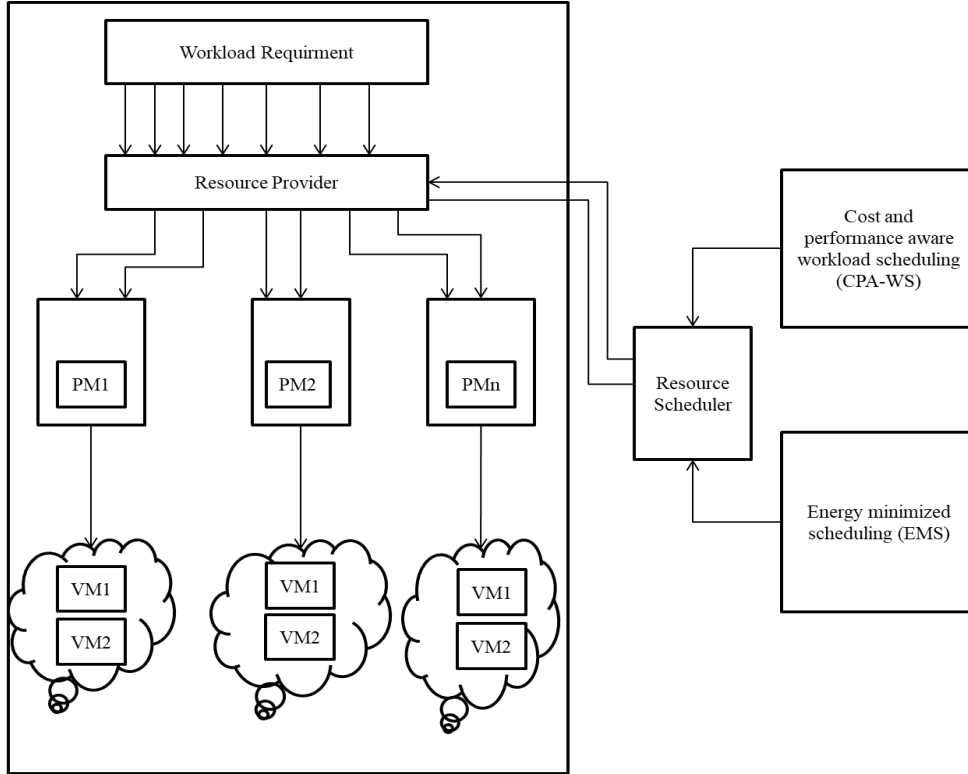 Workload Requirment
Resource Provider
PM1
PM2
PMn
VM1
VM2
VM1
VM2
VM1
VM2
Resource
Scheduler
Cost and
performance aware
workload scheduling
(CPA-WS)
Energy minimized
scheduling (EMS)